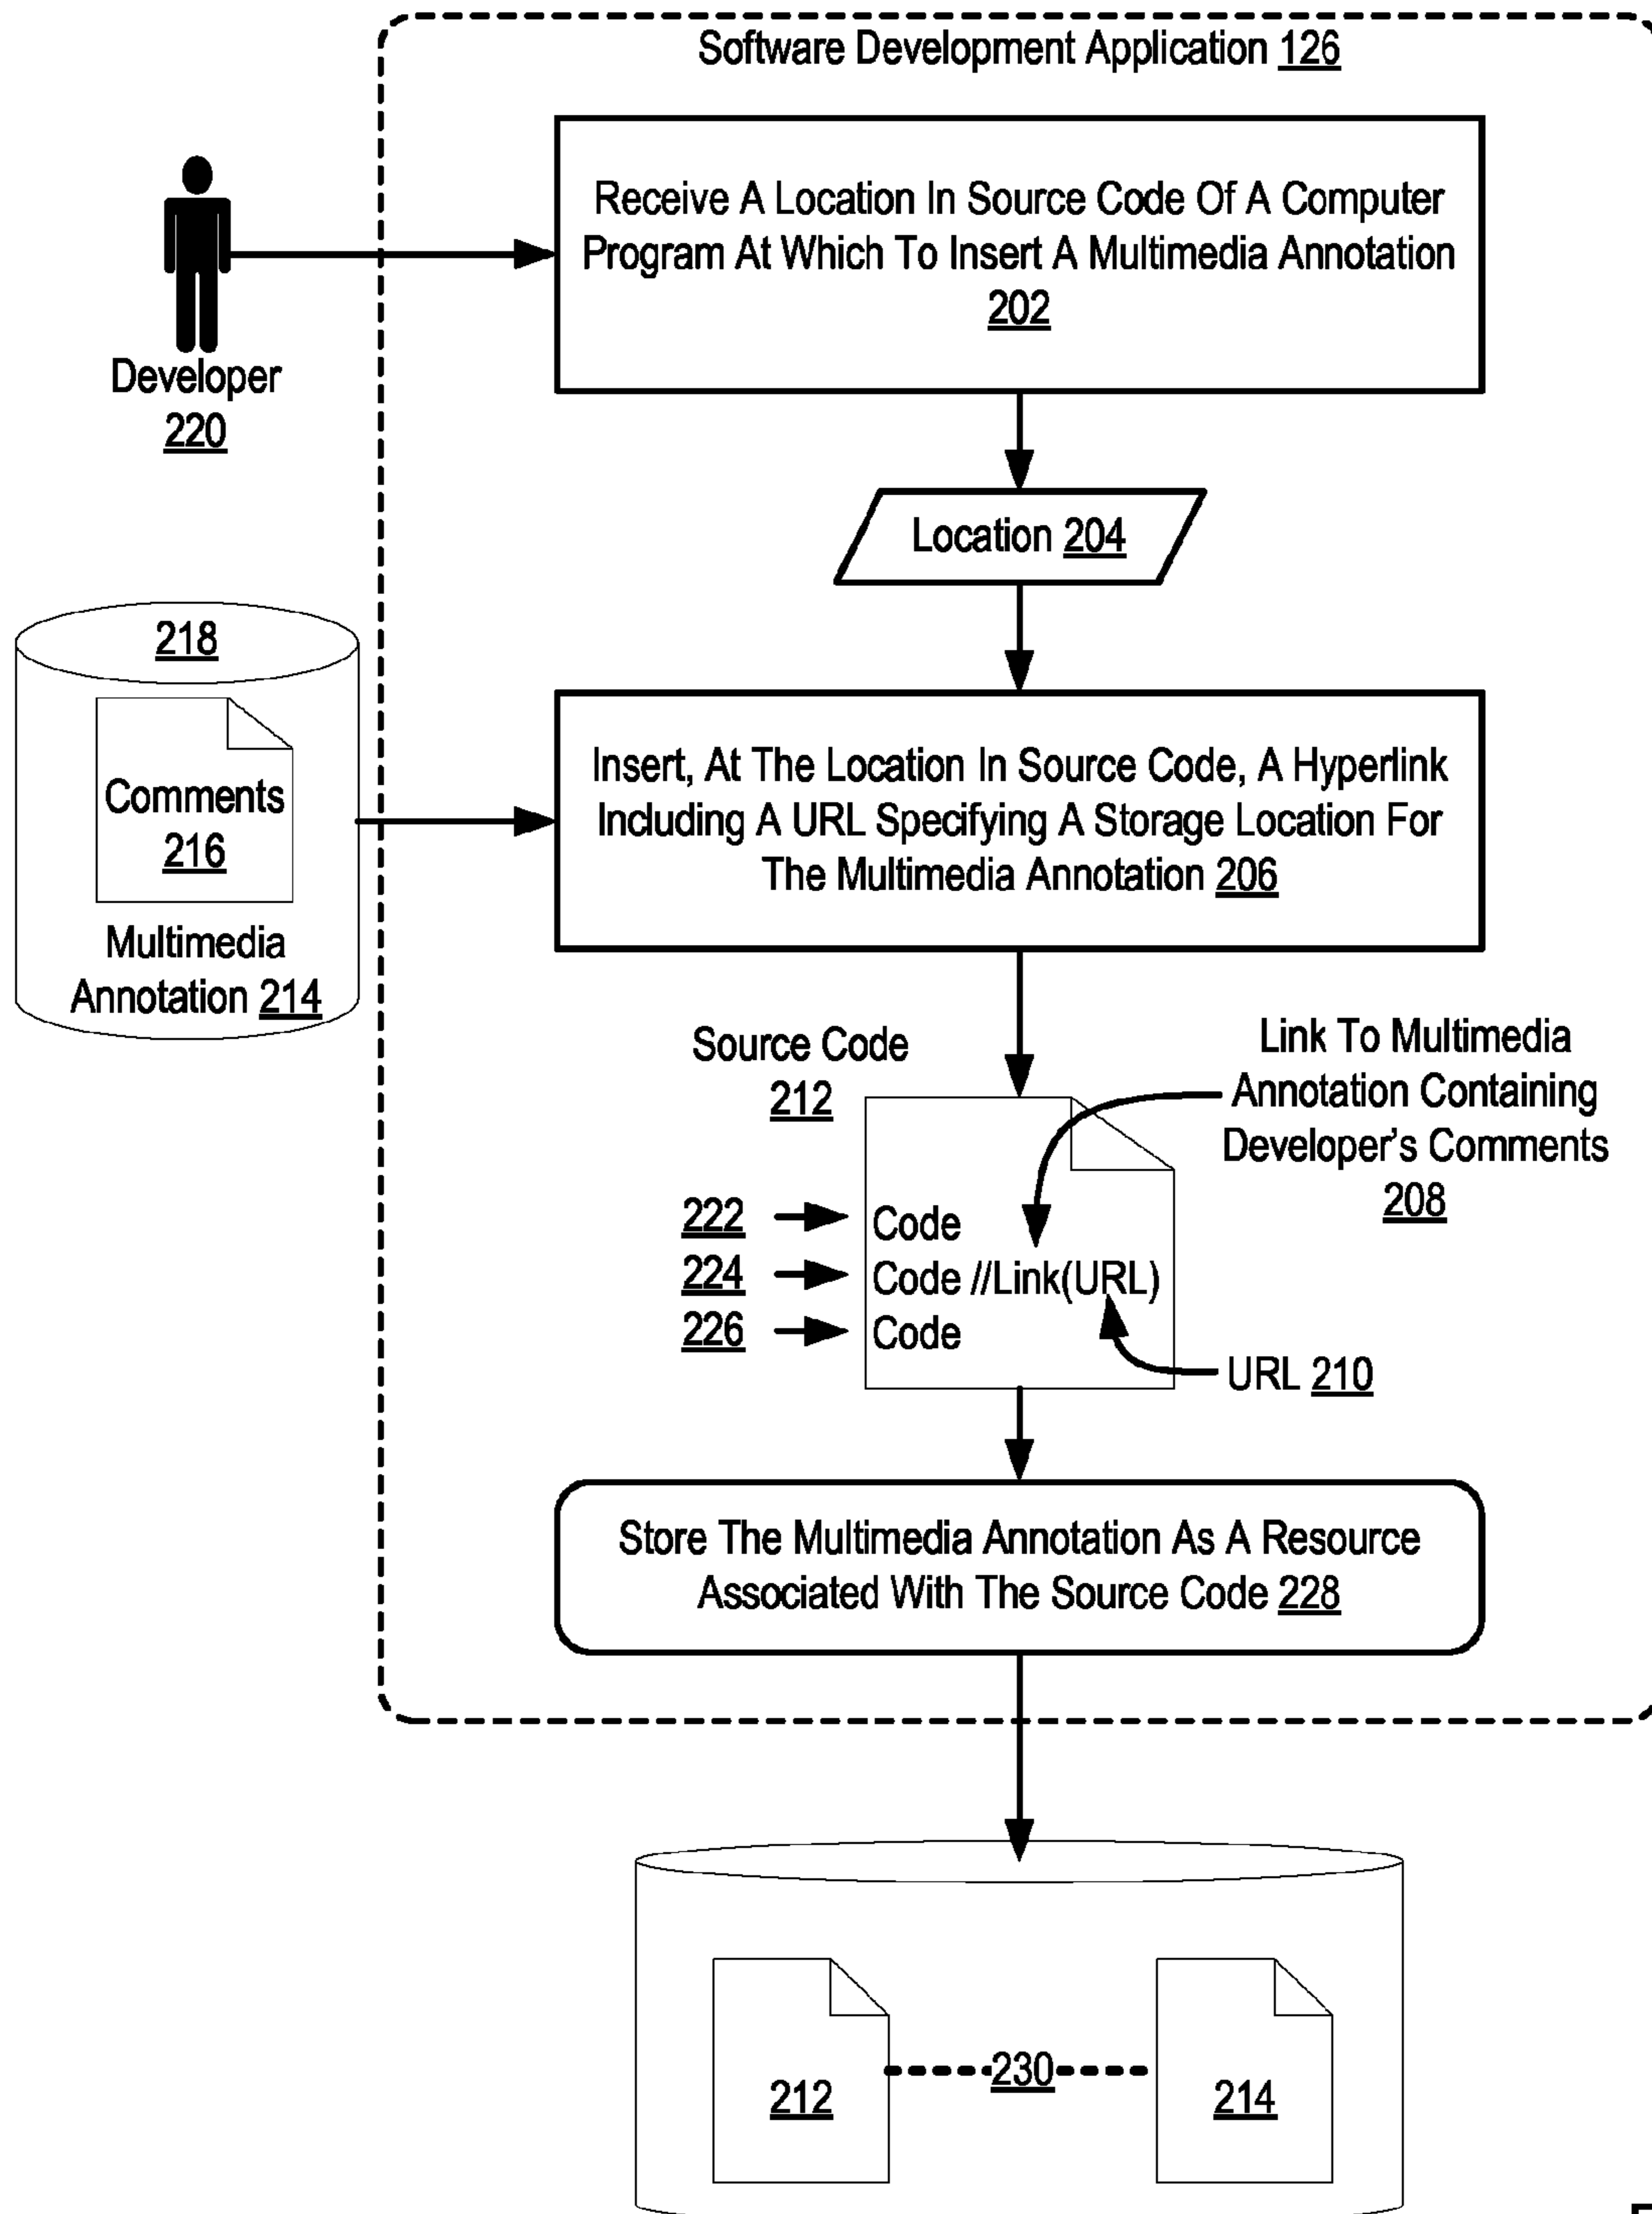 Software Development Application 126
Receive A Location In Source Code Of A Computer
Program At Which To Insert A Multimedia Annotation
202
Developer
220
Location 204
218
Comments
216
Multimedia
Annotation 214
Insert, At The Location In Source Code, A Hyperlink
Including A URL Specifying A Storage Location For
The Multimedia Annotation 206
Source Code
212
Link To Multimedia
Annotation Containing
Developer's Comments
208
222
Code
224
Code //Link(URL)
226
Code
URL 210
Store The Multimedia Annotation As A Resource
Associated With The Source Code 228
212
230
214